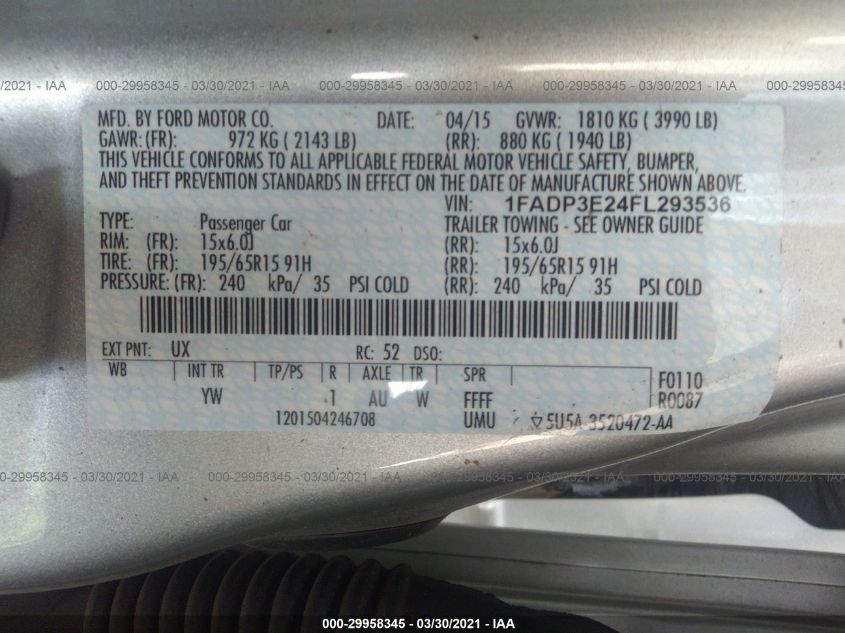 000-29958345 - 03/30/2021 - IAA
MFD. BY FORD MOTOR CO. DATE: 04/15 GVWR: 1810 KG ( 3990 LB)
GAWR: (FR): 972 KG ( 2143 LB) (RR): 880 KG ( 1940 LB)
THIS VEHICLE CONFORMS TO ALL APPLICABLE FEDERAL MOTOR VEHICLE SAFETY, BUMPER,
AND THEFT PREVENTION STANDARDS IN EFFECT ON THE DATE OF MANUFACTURE SHOWN ABOVE.
VIN: 1FADP3E24FL293536
TYPE: Passenger Car TRAILER TOWING - SEE OWNER GUIDE
RIM: (FR): 15x6.0J (RR): 15x6.0J
TIRE: (FR): 195/65R15 91H (RR): 195/65R15 91H
PRESSURE: (FR): 240 kPa/ 35 PSI COLD (RR): 240 kPa/ 35 PSI COLD
EXT PNT: UX RC: 52 DSO:
WB INT TR TP/PS R AXLE TR SPR F0110
YW 1 AU W FFFF R0087
1201504246708 UMU ▽5U5A 3520472-AA
000-29958345 - 03/30/2021 - IAA
000-29958345 - 03/30/2021 - IAA